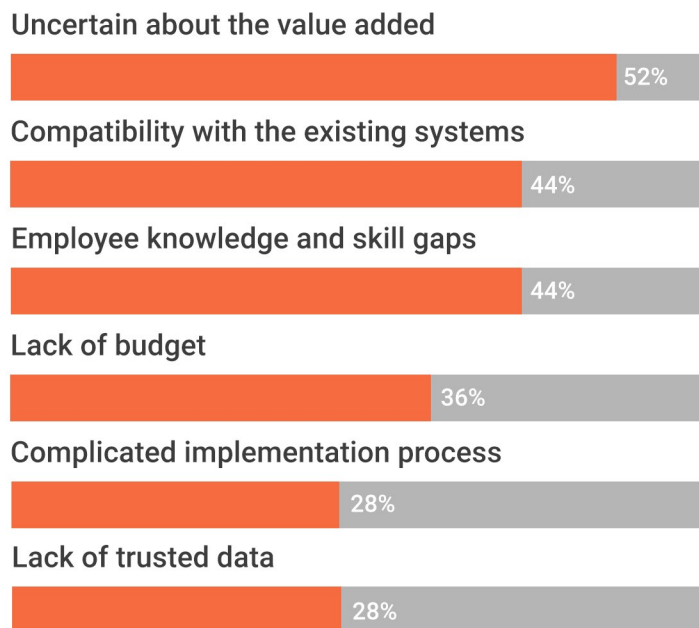 Uncertain about the value added
52%
Compatibility with the existing systems
44%
Employee knowledge and skill gaps
44%
Lack of budget
36%
Complicated implementation process
28%
Lack of trusted data
28%